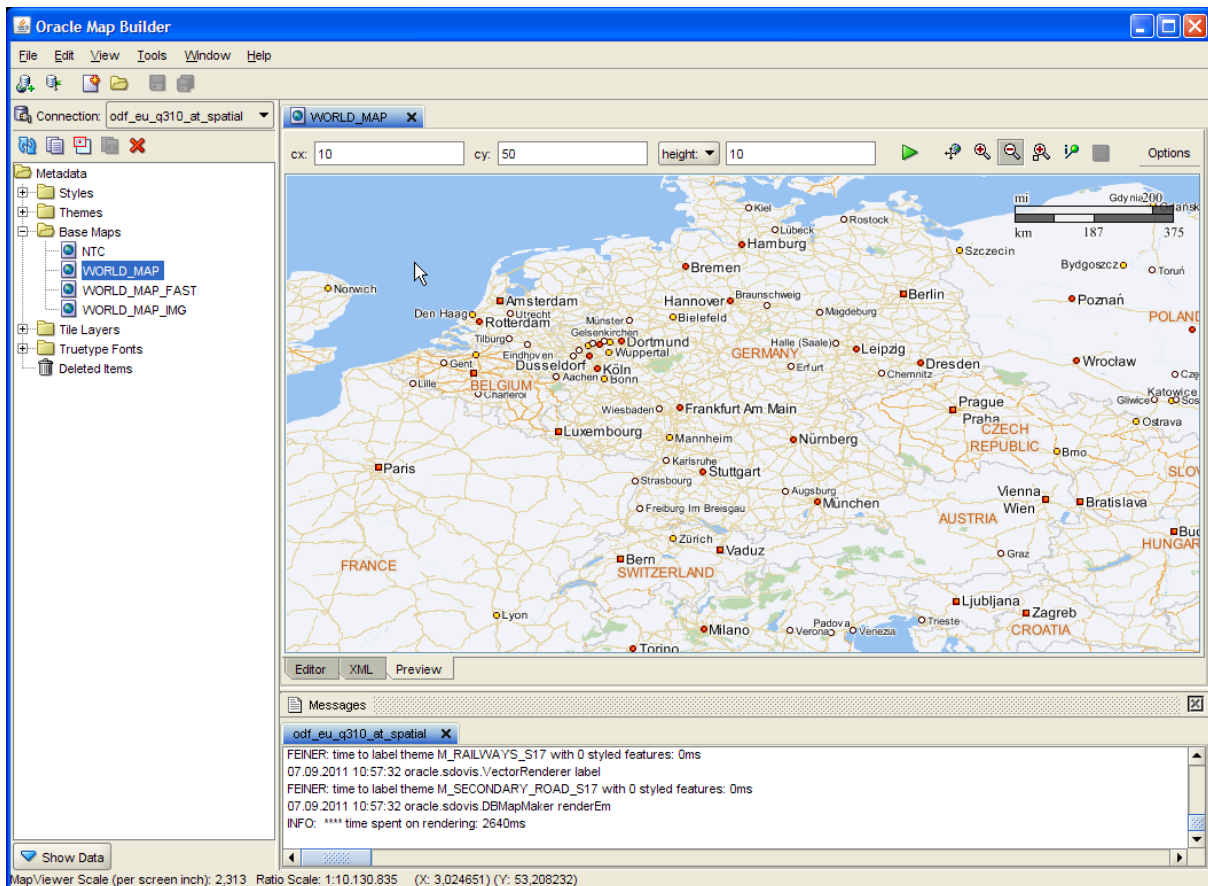 Oracle Map Builder
File Edit View Tools Window Help
Connection: odf_eu_q310_at_spatial
Metadata
Styles
Themes
Base Maps
NTC
WORLD_MAP
WORLD_MAP_FAST
WORLD_MAP_IMG
Tile Layers
Truetype Fonts
Deleted Items
Show Data
WORLD_MAP
cx: 10 cy: 50 height: 10 Options
mi 200
km 187 375
Gdynia
Kiel
Rostock
Lübeck
Hamburg
Szczecin
Bremen
Bydgoszcz
Toruń
Norwich
Amsterdam
Hannover
Braunschweig
Berlin
Poznań
Den Haag
Utrecht
Rotterdam
Münster
Bielefeld
Magdeburg
POLAND
Gelsenkirchen
Tilburg
Dortmund
Halle (Saale)
Leipzig
Eindhoven
Wuppertal
GERMANY
Gent
Dusseldorf
Köln
Erfurt
Dresden
Wrocław
Lille
BELGIUM
Aachen
Bonn
Chemnitz
Charleroi
Katowice
Wiesbaden
Frankfurt Am Main
Prague
Praha
Gliwice
Sos
Luxembourg
Mannheim
Nürnberg
CZECH
REPUBLIC
Ostrava
Brno
Paris
Karlsruhe
Stuttgart
SLOV
Strasbourg
Augsburg
München
Vienna
Wien
Bratislava
Freiburg Im Breisgau
AUSTRIA
Zürich
Vaduz
Bud
HUNGAR
FRANCE
Bern
SWITZERLAND
Graz
Ljubljana
Zagreb
Lyon
Milano
Verona
Padova
Venezia
Trieste
CROATIA
Torino
Editor XML Preview
Messages
odf_eu_q310_at_spatial
FEINER: time to label theme M_RAILWAYS_S17 with 0 styled features: 0ms
07.09.2011 10:57:32 oracle.sdovis.VectorRenderer label
FEINER: time to label theme M_SECONDARY_ROAD_S17 with 0 styled features: 0ms
07.09.2011 10:57:32 oracle.sdovis.DBMapMaker renderEm
INFO: **** time spent on rendering: 2640ms
MapViewer Scale (per screen inch): 2,313 Ratio Scale: 1:10.130.835 (X: 3,024651) (Y: 53,208232)